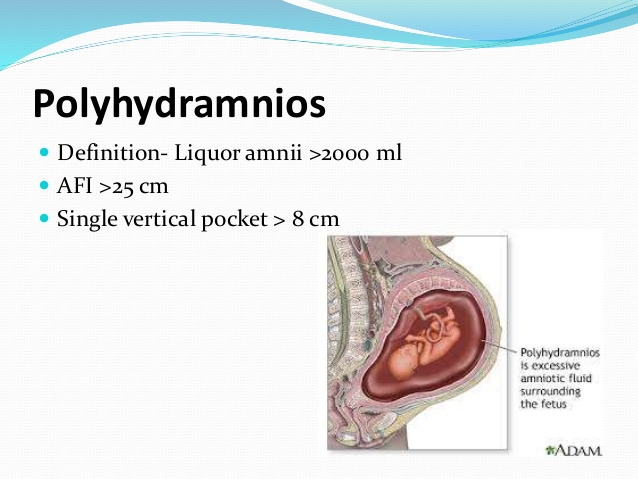 Polyhydramnios
Definition- Liquor amnii >2000 ml
AFI >25 cm
Single vertical pocket > 8 cm
Polyhydramnios
is excessive
amniotic fluid
surrounding
the fetus
ADAM.